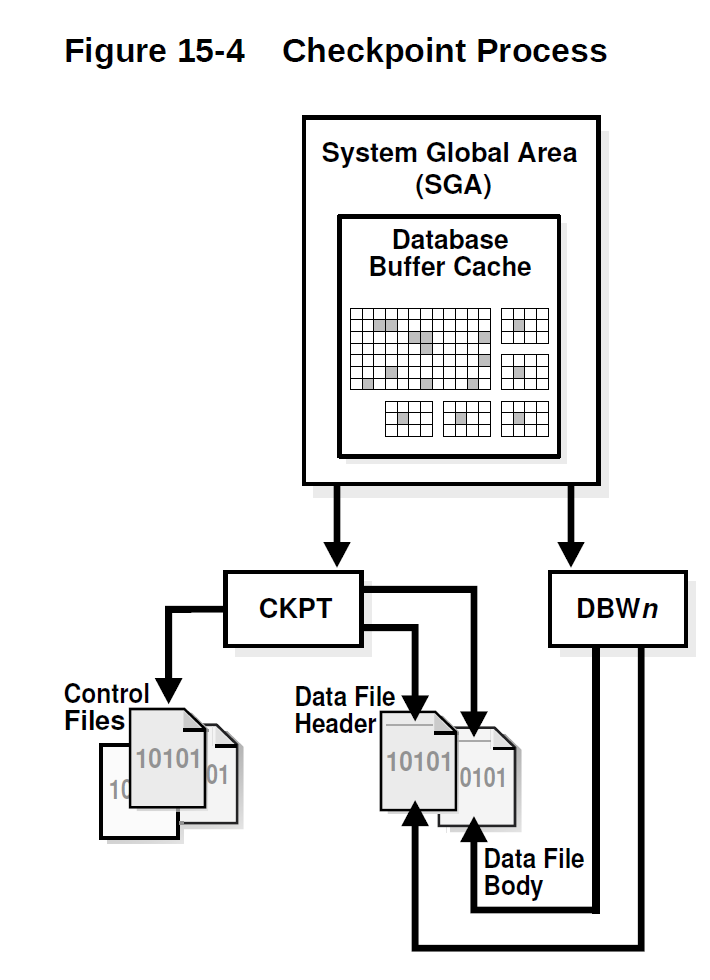 Figure 15-4 Checkpoint Process
System Global Area
(SGA)
Database
Buffer Cache
CKPT
DBWn
Control
Files
10101
10
01
Data File
Header
10101
0101
Data File
Body